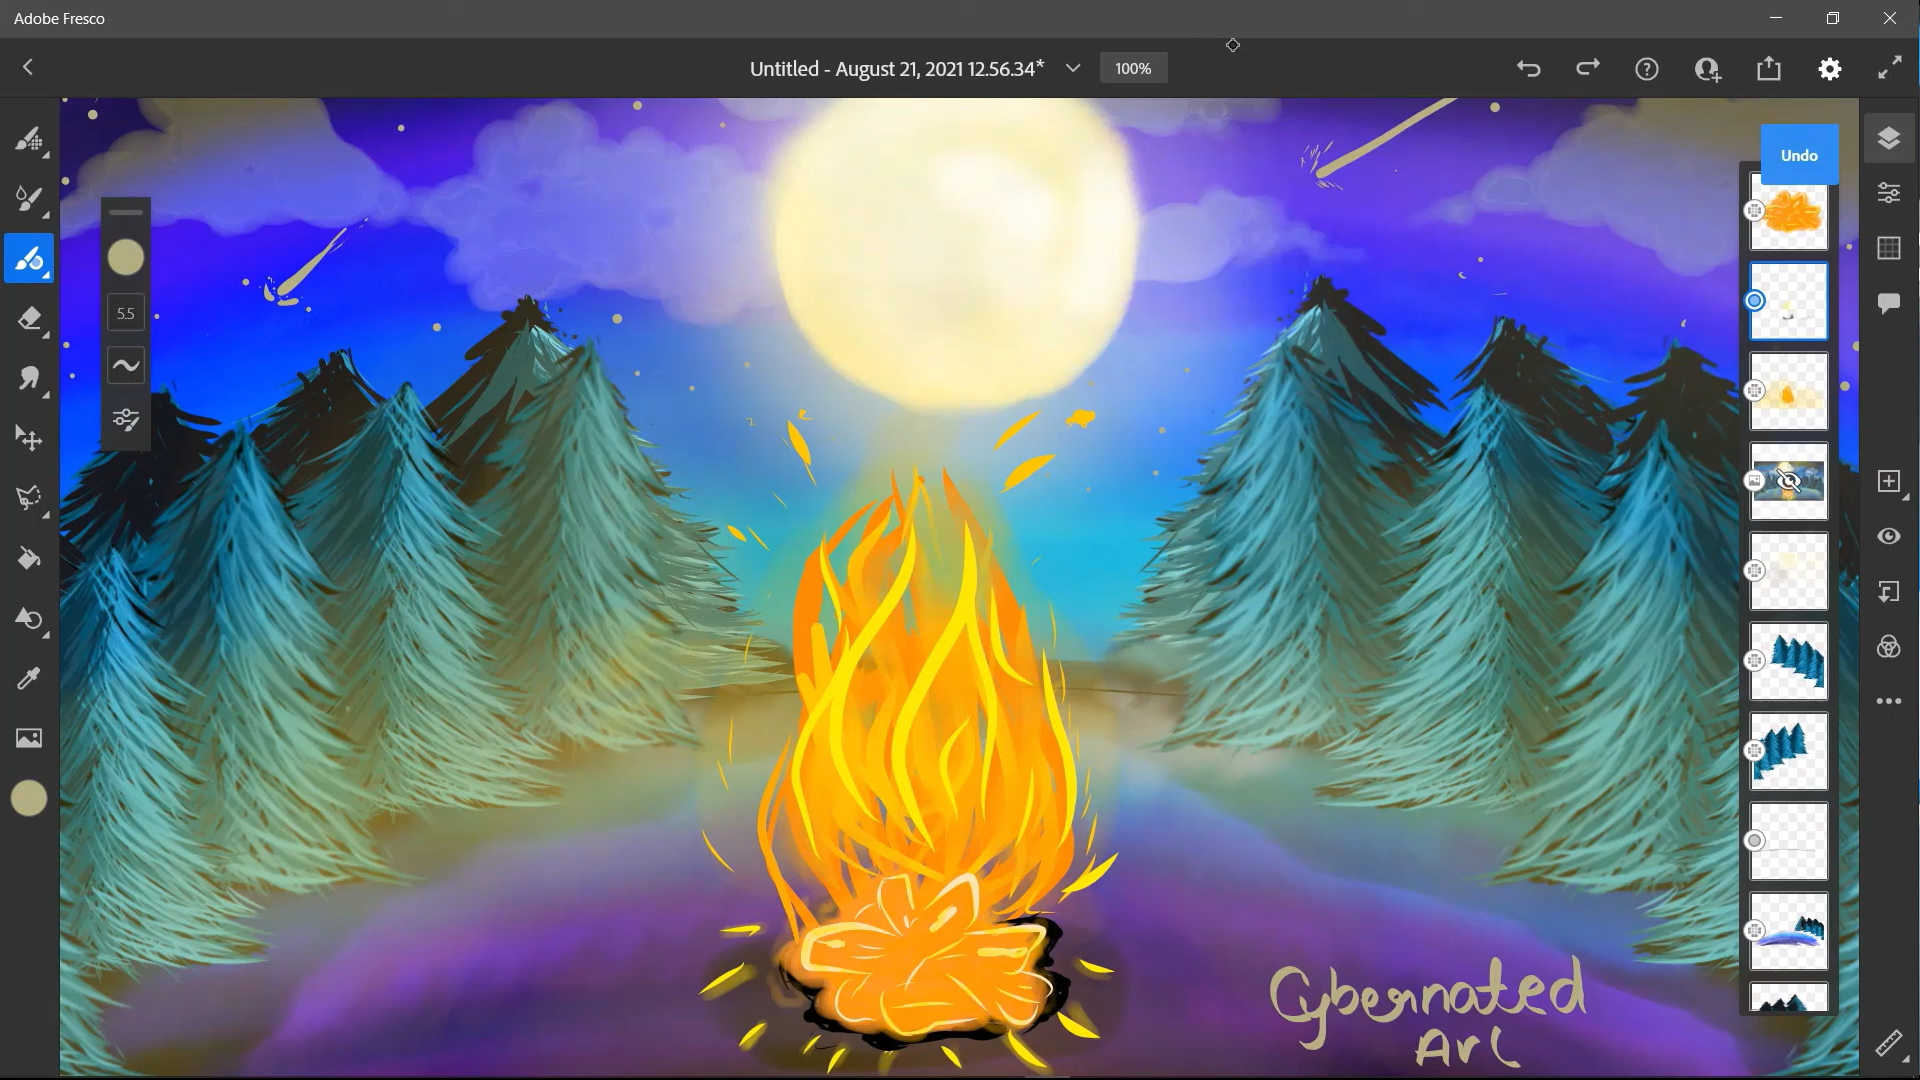 Adobe Fresco
Untitled - August 21, 2021 12.56.34*
100%
Undo
5.5
Cybernated
Art